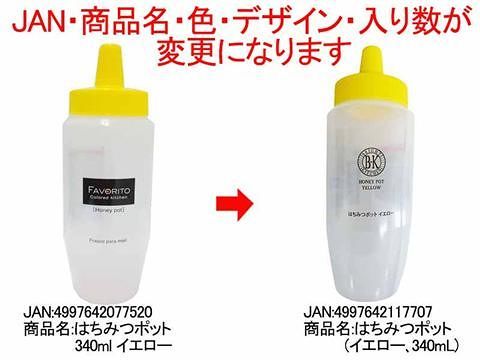 JAN・商品名・色・デザイン・入り数が
変更になります
FAVORITO
Colored kitchen
[Honey pot]
BK
HONEY POT
YELLOW
はちみつポット イエロー
JAN:4997642077520
商品名:はちみつポット
340ml イエロー
JAN:4997642117707
商品名:はちみつポット
(イエロー、340mL)